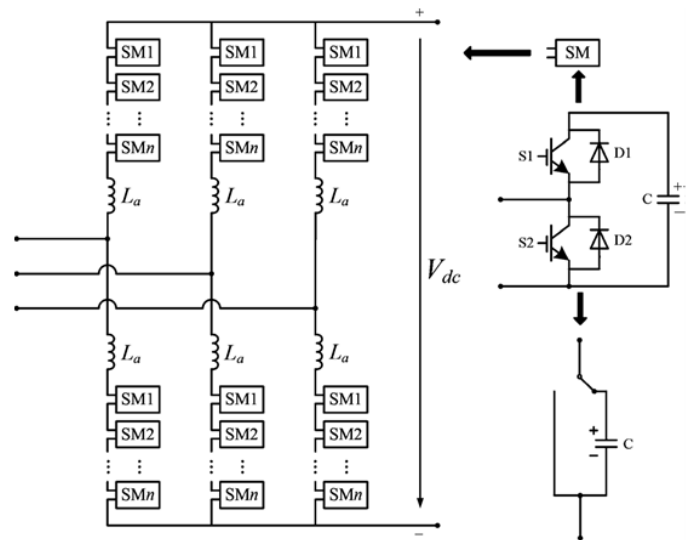 +
SM1 SM1 SM1
SM2 SM2 SM2
... ... ...
SMn SMn SMn
La La La
Vdc
La La La
SM1 SM1 SM1
SM2 SM2 SM2
... ... ...
SMn SMn SMn
−
SM
S1 D1
C + −
S2 D2
+ − C